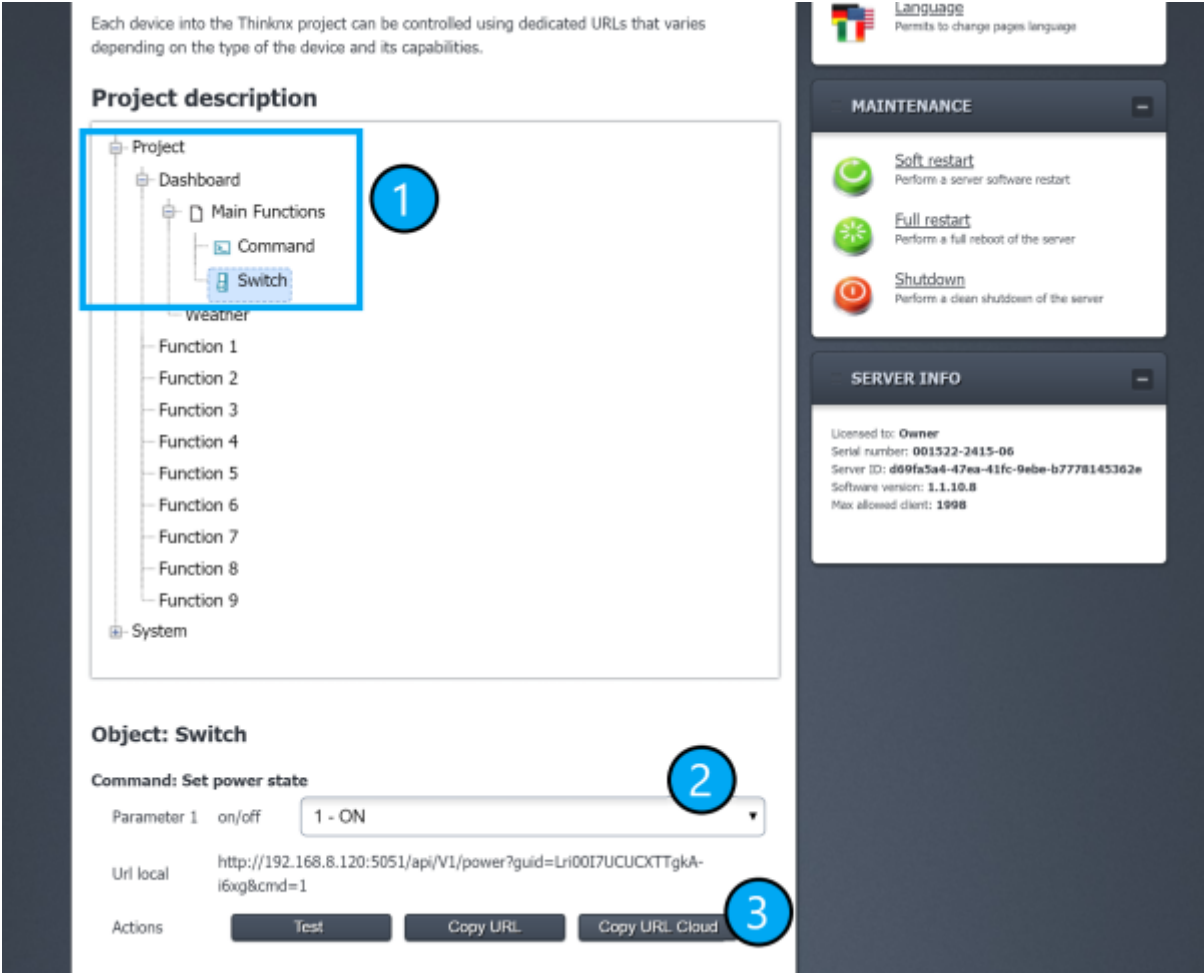 Each device into the Thinknx project can be controlled using dedicated URLs that varies
depending on the type of the device and its capabilities.
Project description
Project
Dashboard
Main Functions
Command
Switch
Weather
Function 1
Function 2
Function 3
Function 4
Function 5
Function 6
Function 7
Function 8
Function 9
System
1
Object: Switch
Command: Set power state
2
Parameter 1 on/off 1 - ON
Url local http://192.168.8.120:5051/api/V1/power?guid=Lri00I7UCUCXTTgkA-
i6xg&cmd=1
Actions Test Copy URL Copy URL Cloud
3
Language
Permits to change pages language
MAINTENANCE
Soft restart
Perform a server software restart
Full restart
Perform a full reboot of the server
Shutdown
Perform a clean shutdown of the server
SERVER INFO
Licensed to: Owner
Serial number: 001522-2415-06
Server ID: d69fa5a4-47ea-41fc-9ebe-b7778145362e
Software version: 1.1.10.8
Max allowed client: 1998